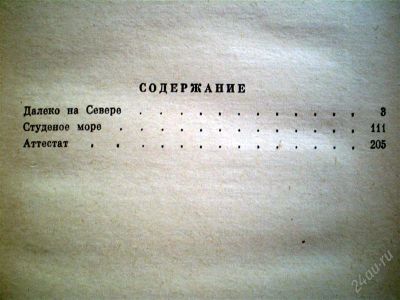 СОДЕРЖАНИЕ
Далеко на Севере . . . . . . . . . . . 3
Студеное море . . . . . . . . . . . . 111
Аттестат . . . . . . . . . . . . . 205
24au.ru